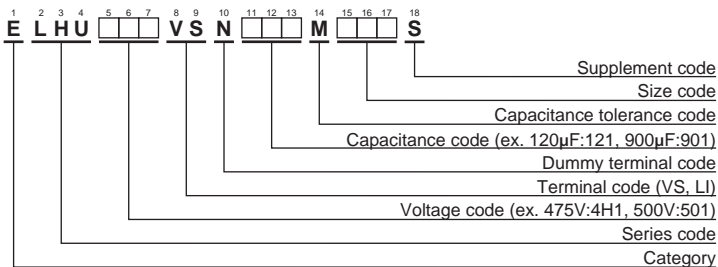 1 2 3 4 5 6 7 8 9 10 11 12 13 14 15 16 17 18
E L H U □□□ V S N □□□ M □□□ S
Supplement code
Size code
Capacitance tolerance code
Capacitance code (ex. 120µF:121, 900µF:901)
Dummy terminal code
Terminal code (VS, LI)
Voltage code (ex. 475V:4H1, 500V:501)
Series code
Category